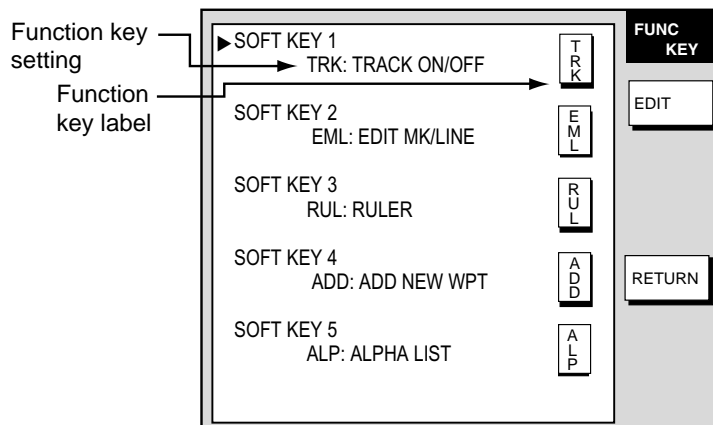 Function key
setting
Function
key label
SOFT KEY 1
TRK: TRACK ON/OFF
TRK
SOFT KEY 2
EML: EDIT MK/LINE
EML
SOFT KEY 3
RUL: RULER
RUL
SOFT KEY 4
ADD: ADD NEW WPT
ADD
SOFT KEY 5
ALP: ALPHA LIST
ALP
FUNC
KEY
EDIT
RETURN